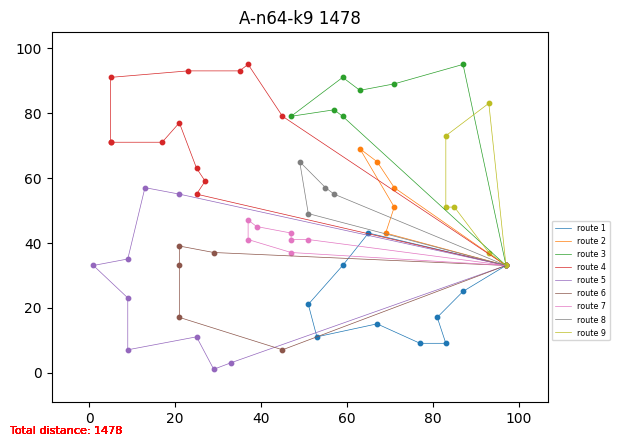 A-n64-k9 1478
100
80
60
40
20
0
0 20 40 60 80 100
route 1
route 2
route 3
route 4
route 5
route 6
route 7
route 8
route 9
Total distance: 1478